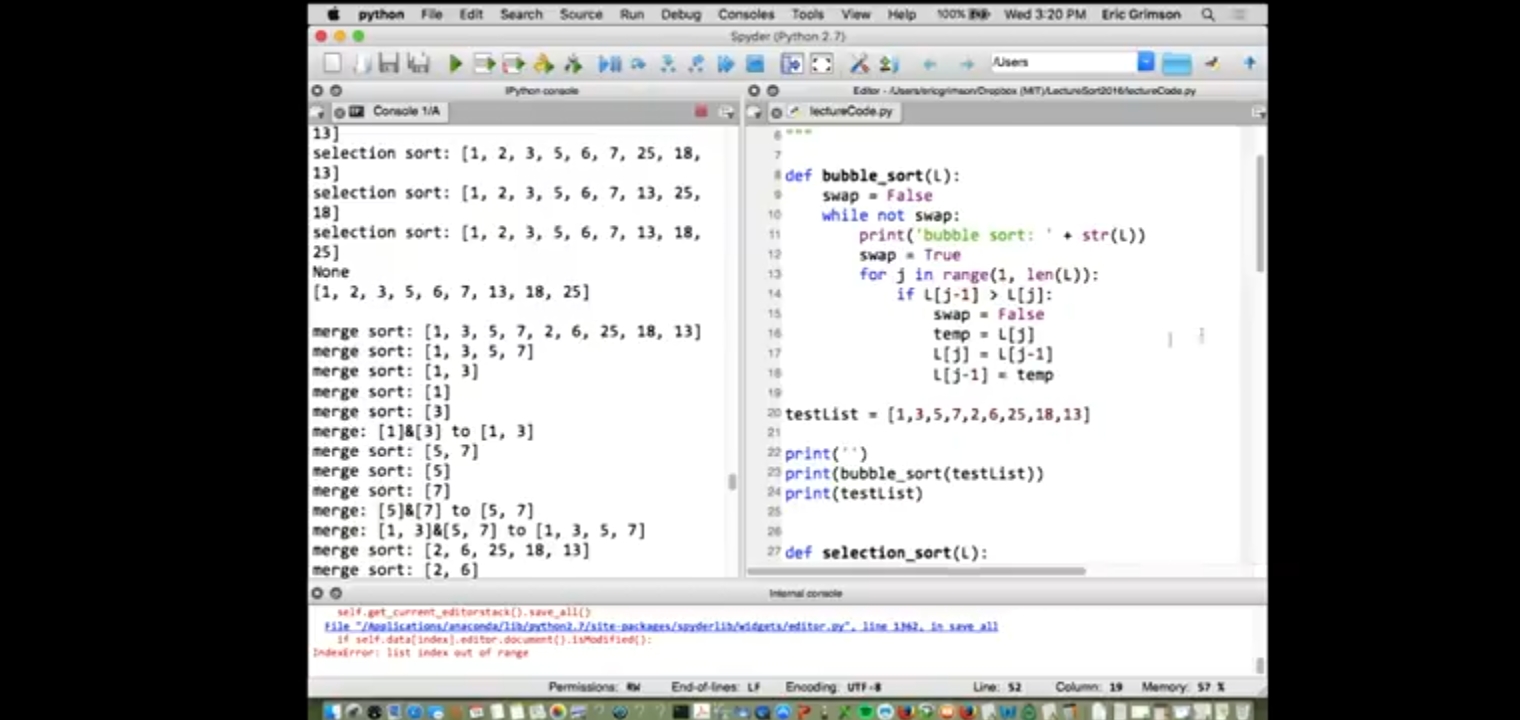 python File Edit Search Source Run Debug Consoles Tools View Help 100% Wed 3:20 PM Eric Grimson
Spyder (Python 2.7)
/Users
IPython console
Console 1/A
13]
selection sort: [1, 2, 3, 5, 6, 7, 25, 18,
13]
selection sort: [1, 2, 3, 5, 6, 7, 13, 25,
18]
selection sort: [1, 2, 3, 5, 6, 7, 13, 18,
25]
None
[1, 2, 3, 5, 6, 7, 13, 18, 25]
merge sort: [1, 3, 5, 7, 2, 6, 25, 18, 13]
merge sort: [1, 3, 5, 7]
merge sort: [1, 3]
merge sort: [1]
merge sort: [3]
merge: [1]&[3] to [1, 3]
merge sort: [5, 7]
merge sort: [5]
merge sort: [7]
merge: [5]&[7] to [5, 7]
merge: [1, 3]&[5, 7] to [1, 3, 5, 7]
merge sort: [2, 6, 25, 18, 13]
merge sort: [2, 6]
Editor - /Users/ericgrimson/Dropbox (MIT)/LectureSort2016/lectureCode.py
lectureCode.py
6 """
7
8 def bubble_sort(L):
9 swap = False
10 while not swap:
11 print('bubble sort: ' + str(L))
12 swap = True
13 for j in range(1, len(L)):
14 if L[j-1] > L[j]:
15 swap = False
16 temp = L[j]
17 L[j] = L[j-1]
18 L[j-1] = temp
19
20 testList = [1,3,5,7,2,6,25,18,13]
21
22 print('')
23 print(bubble_sort(testList))
24 print(testList)
25
26
27 def selection_sort(L):
Internal console
self.get_current_editorstack().save_all()
File "/Applications/anaconda/lib/python2.7/site-packages/spyderlib/widgets/editor.py", line 1362, in save_all
if self.data[index].editor.document().isModified():
IndexError: list index out of range
Permissions: RW End-of-lines: LF Encoding: UTF-8 Line: 52 Column: 19 Memory: 57 %